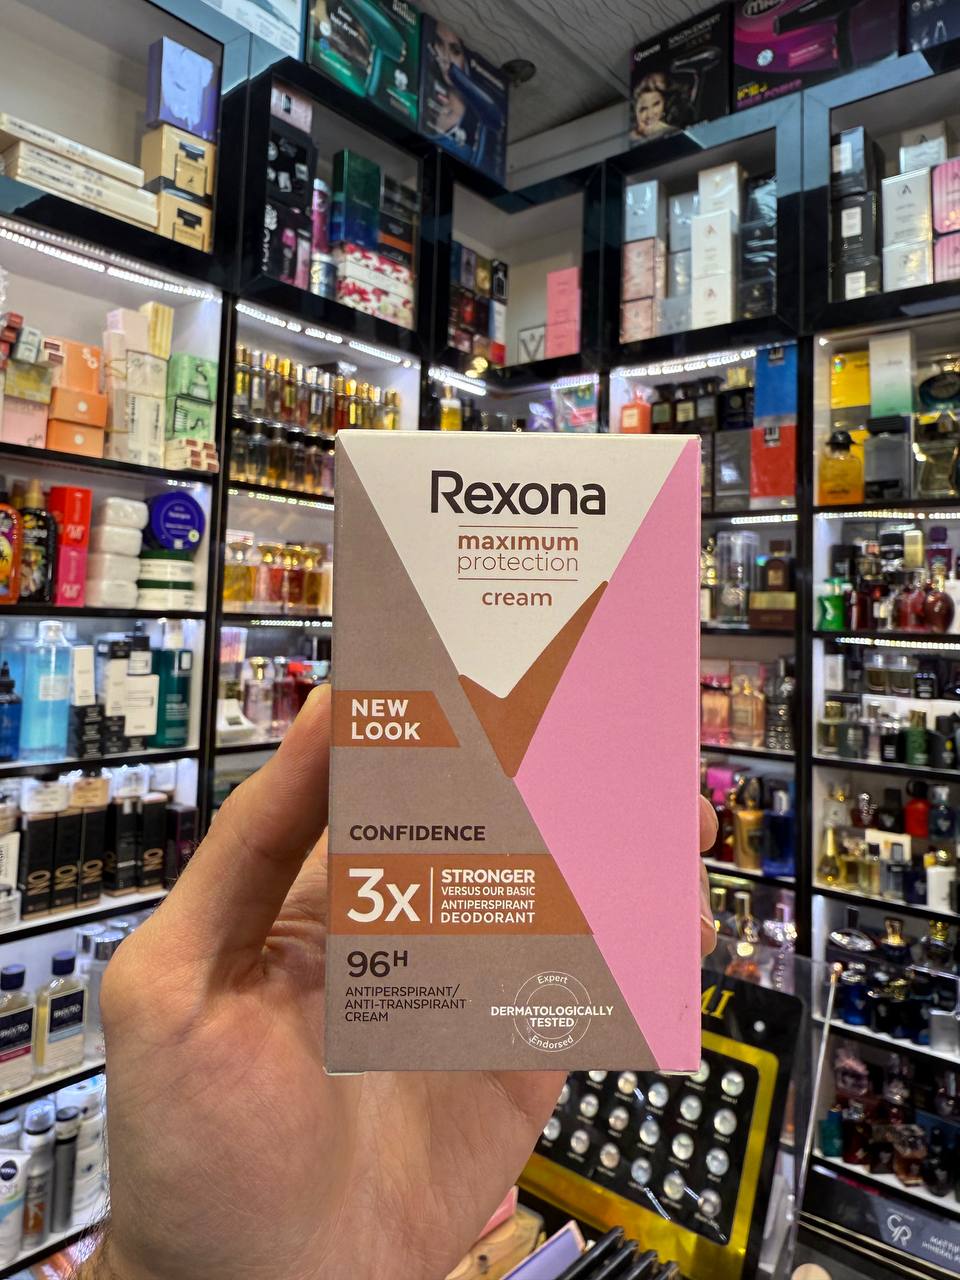 Rexona
maximum
protection
cream
NEW
LOOK
CONFIDENCE
3x
STRONGER
VERSUS OUR BASIC
ANTIPERSPIRANT
DEODORANT
96H
ANTIPERSPIRANT/
ANTI-TRANSPIRANT
CREAM
Expert
DERMATOLOGICALLY
TESTED
Endorsed